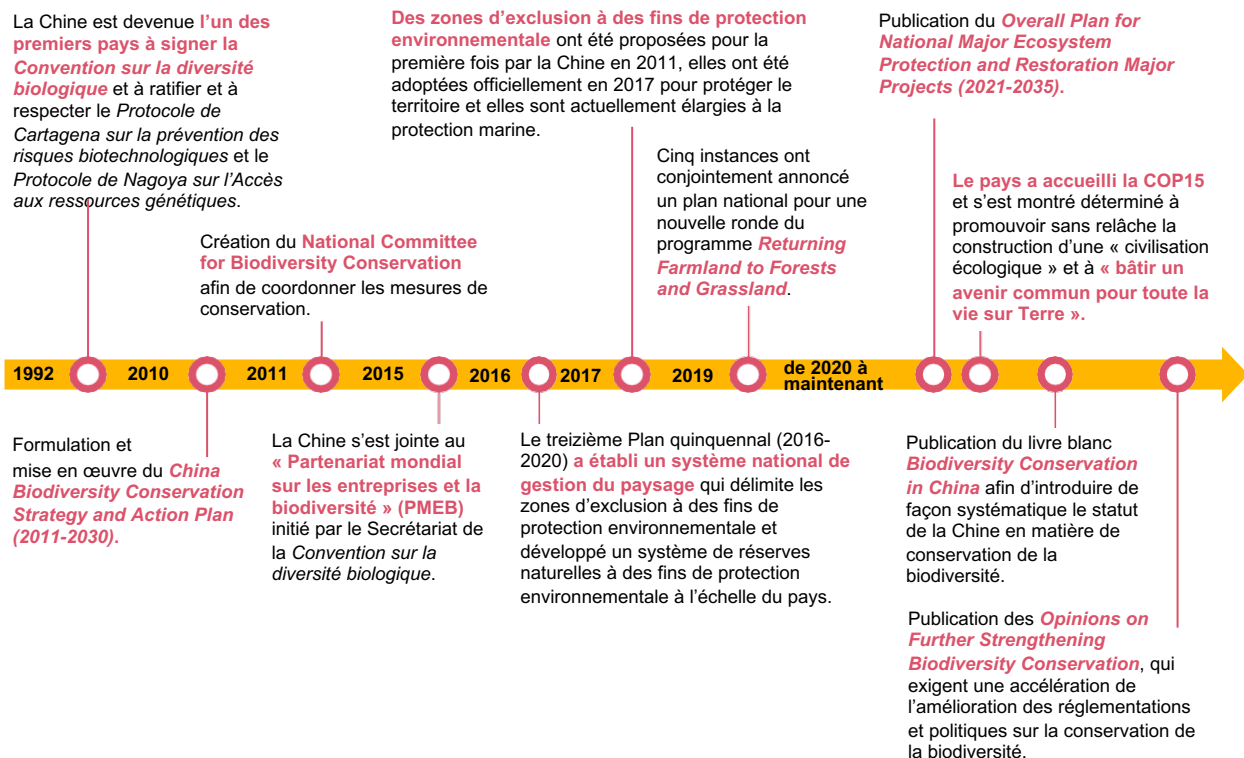 La Chine est devenue l’un des
premiers pays à signer la
Convention sur la diversité
biologique et à ratifier et à
respecter le Protocole de
Cartagena sur la prévention des
risques biotechnologiques et le
Protocole de Nagoya sur l’Accès
aux ressources génétiques.
Des zones d’exclusion à des fins de protection
environnementale ont été proposées pour la
première fois par la Chine en 2011, elles ont été
adoptées officiellement en 2017 pour protéger le
territoire et elles sont actuellement élargies à la
protection marine.
Publication du Overall Plan for
National Major Ecosystem
Protection and Restoration Major
Projects (2021-2035).
Création du National Committee
for Biodiversity Conservation
afin de coordonner les mesures de
conservation.
Cinq instances ont
conjointement annoncé
un plan national pour une
nouvelle ronde du
programme Returning
Farmland to Forests
and Grassland.
Le pays a accueilli la COP15
et s’est montré déterminé à
promouvoir sans relâche la
construction d’une « civilisation
écologique » et à « bâtir un
avenir commun pour toute la
vie sur Terre ».
1992 2010 2011 2015 2016 2017 2019 de 2020 à
maintenant
Formulation et
mise en œuvre du China
Biodiversity Conservation
Strategy and Action Plan
(2011-2030).
La Chine s’est jointe au
« Partenariat mondial
sur les entreprises et la
biodiversité » (PMEB)
initié par le Secrétariat de
la Convention sur la
diversité biologique.
Le treizième Plan quinquennal (2016-
2020) a établi un système national de
gestion du paysage qui délimite les
zones d’exclusion à des fins de
protection environnementale et
développé un système de réserves
naturelles à des fins de protection
environnementale à l’échelle du pays.
Publication du livre blanc
Biodiversity Conservation
in China afin d’introduire de
façon systématique le statut
de la Chine en matière de
conservation de la
biodiversité.
Publication des Opinions on
Further Strengthening
Biodiversity Conservation, qui
exigent une accélération de
l’amélioration des réglementations
et politiques sur la conservation de
la biodiversité.